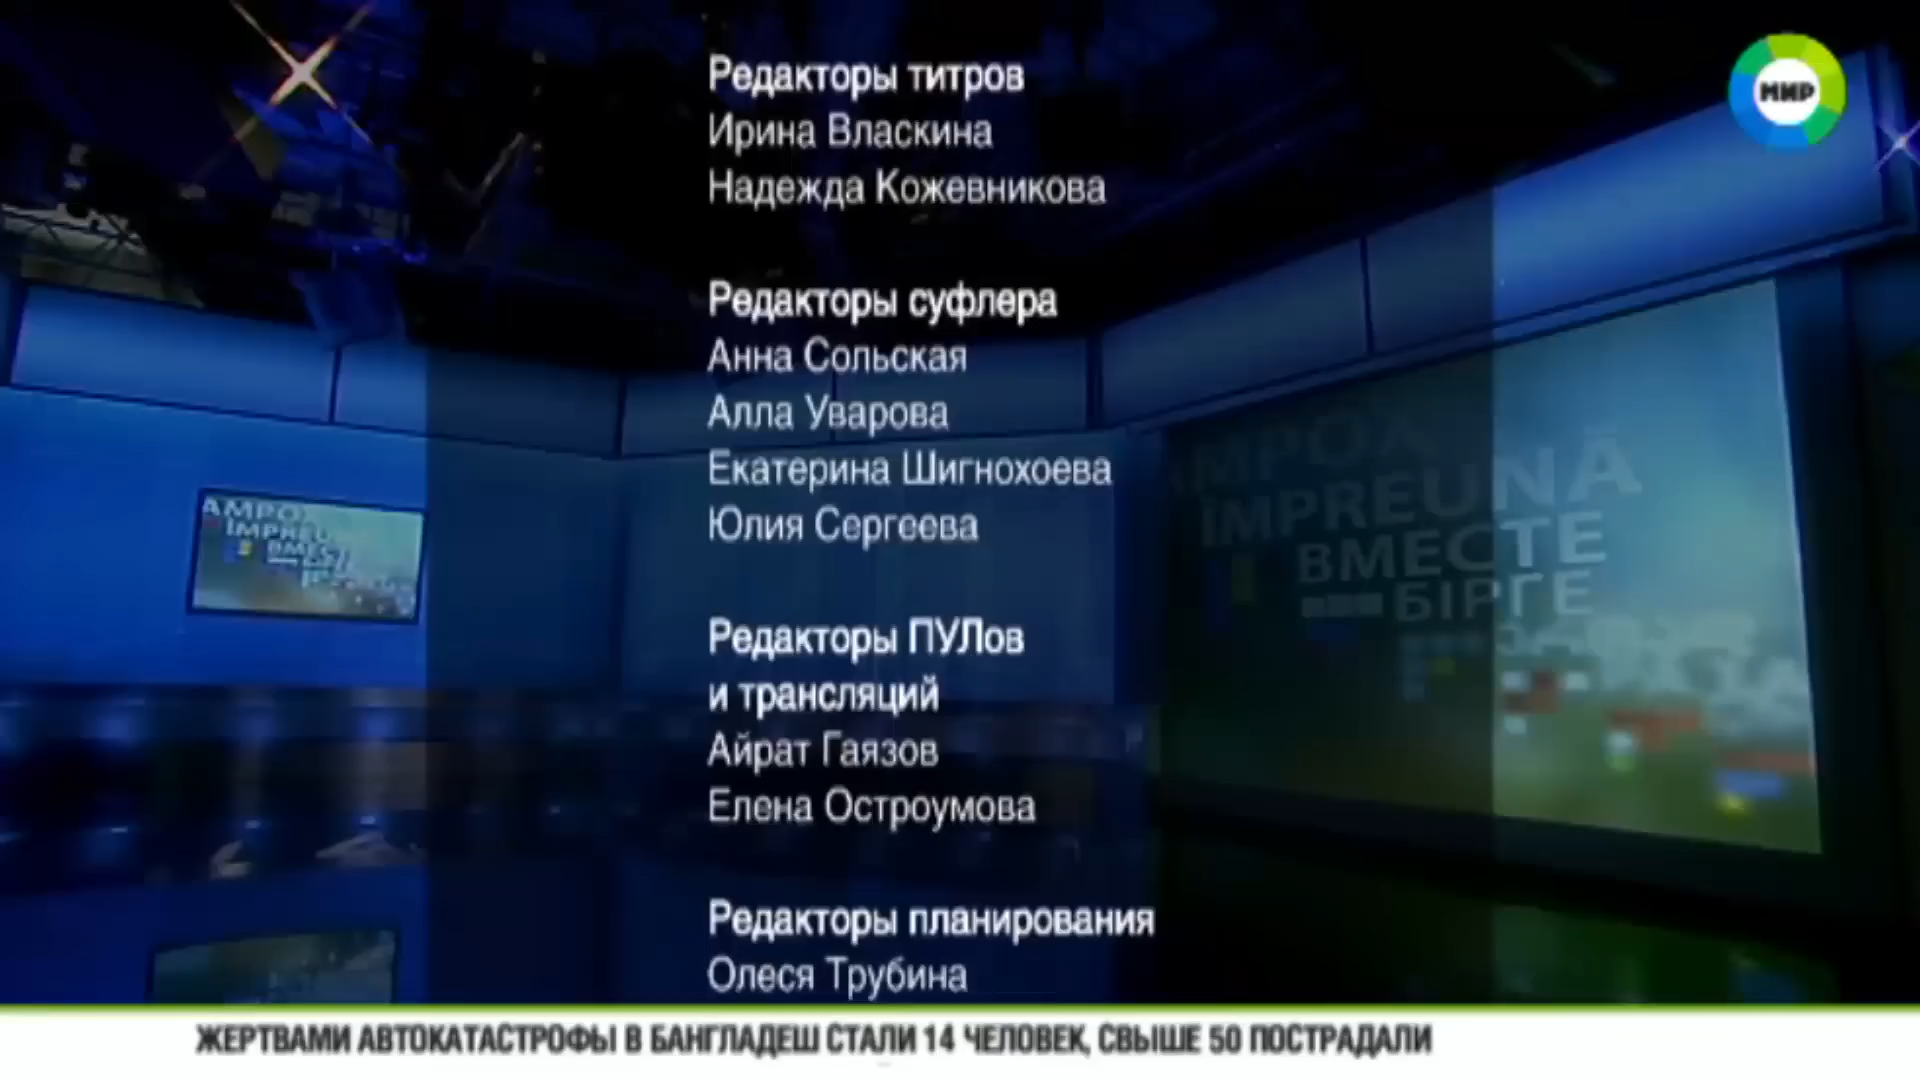 Редакторы титров
Ирина Власкина
Надежда Кожевникова
МИР
Редакторы суфлера
Анна Сольская
Алла Уварова
Екатерина Шигнохоева
Юлия Сергеева
Редакторы ПУЛов
и трансляций
Айрат Гаязов
Елена Остроумова
Редакторы планирования
Олеся Трубина
ÎMPREUNĂ
ВМЕСТЕ
БІРГЕ
ВМЕСТЕ
ЖЕРТВАМИ АВТОКАТАСТРОФЫ В БАНГЛАДЕШ СТАЛИ 14 ЧЕЛОВЕК, СВЫШЕ 50 ПОСТРАДАЛИ